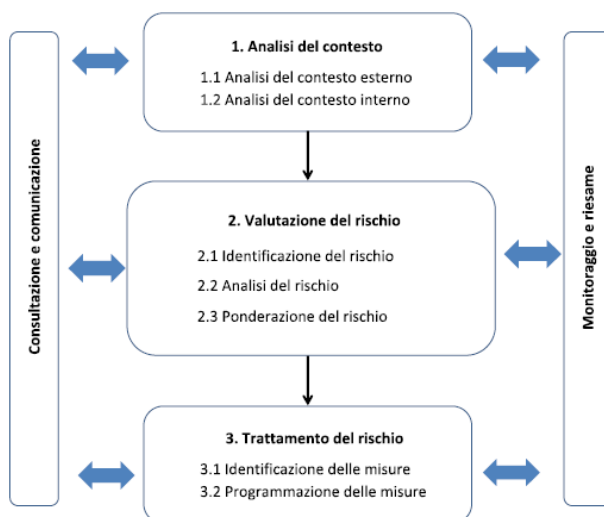 Consultazione e comunicazione
1. Analisi del contesto
1.1 Analisi del contesto esterno
1.2 Analisi del contesto interno
2. Valutazione del rischio
2.1 Identificazione del rischio
2.2 Analisi del rischio
2.3 Ponderazione del rischio
3. Trattamento del rischio
3.1 Identificazione delle misure
3.2 Programmazione delle misure
Monitoraggio e riesame